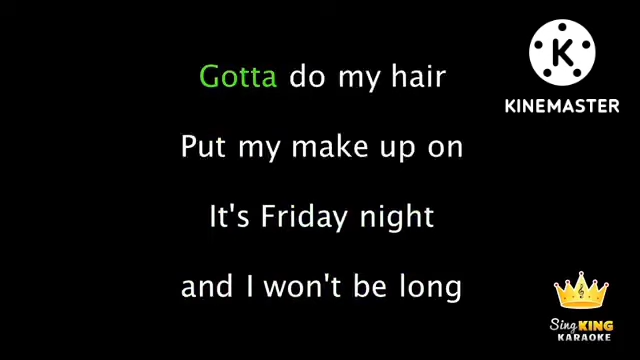 Gotta do my hair
Put my make up on
It's Friday night
and I won't be long
K
KINEMASTER
Sing KING
KARAOKE